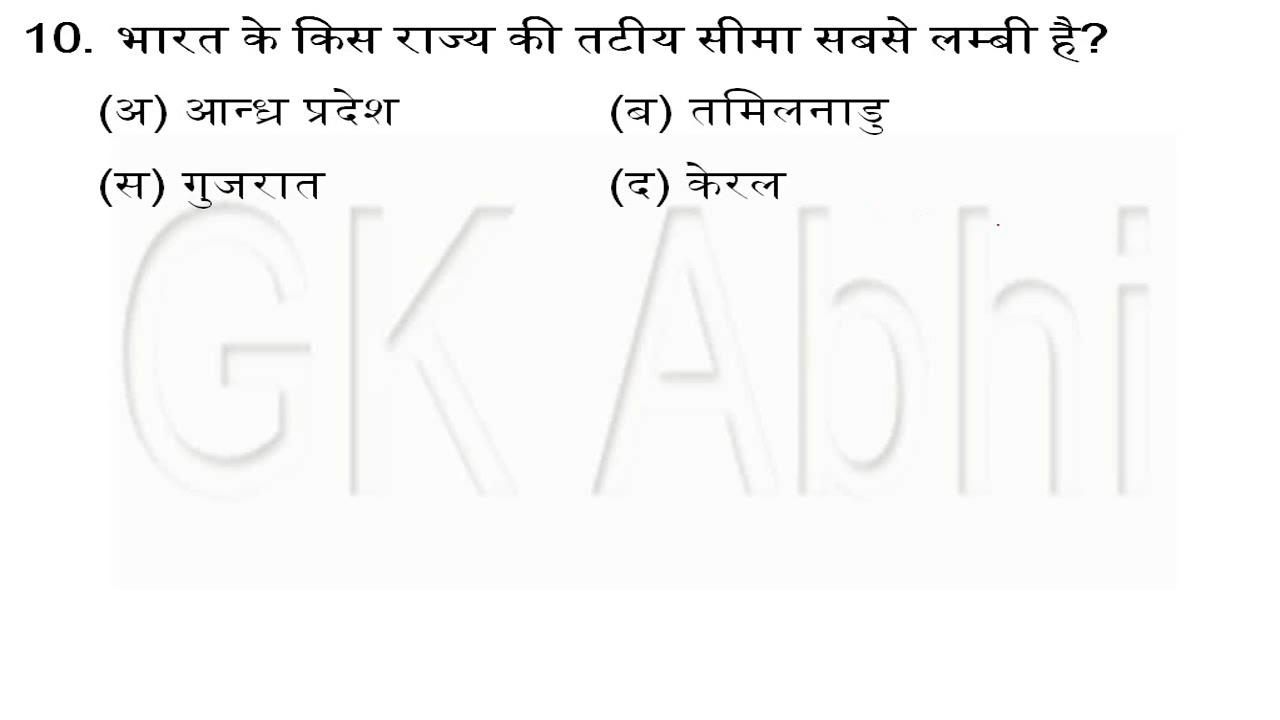 10. भारत के किस राज्य की तटीय सीमा सबसे लम्बी है?
(अ) आन्ध्र प्रदेश (ब) तमिलनाडु
(स) गुजरात (द) केरल
GK Abhi